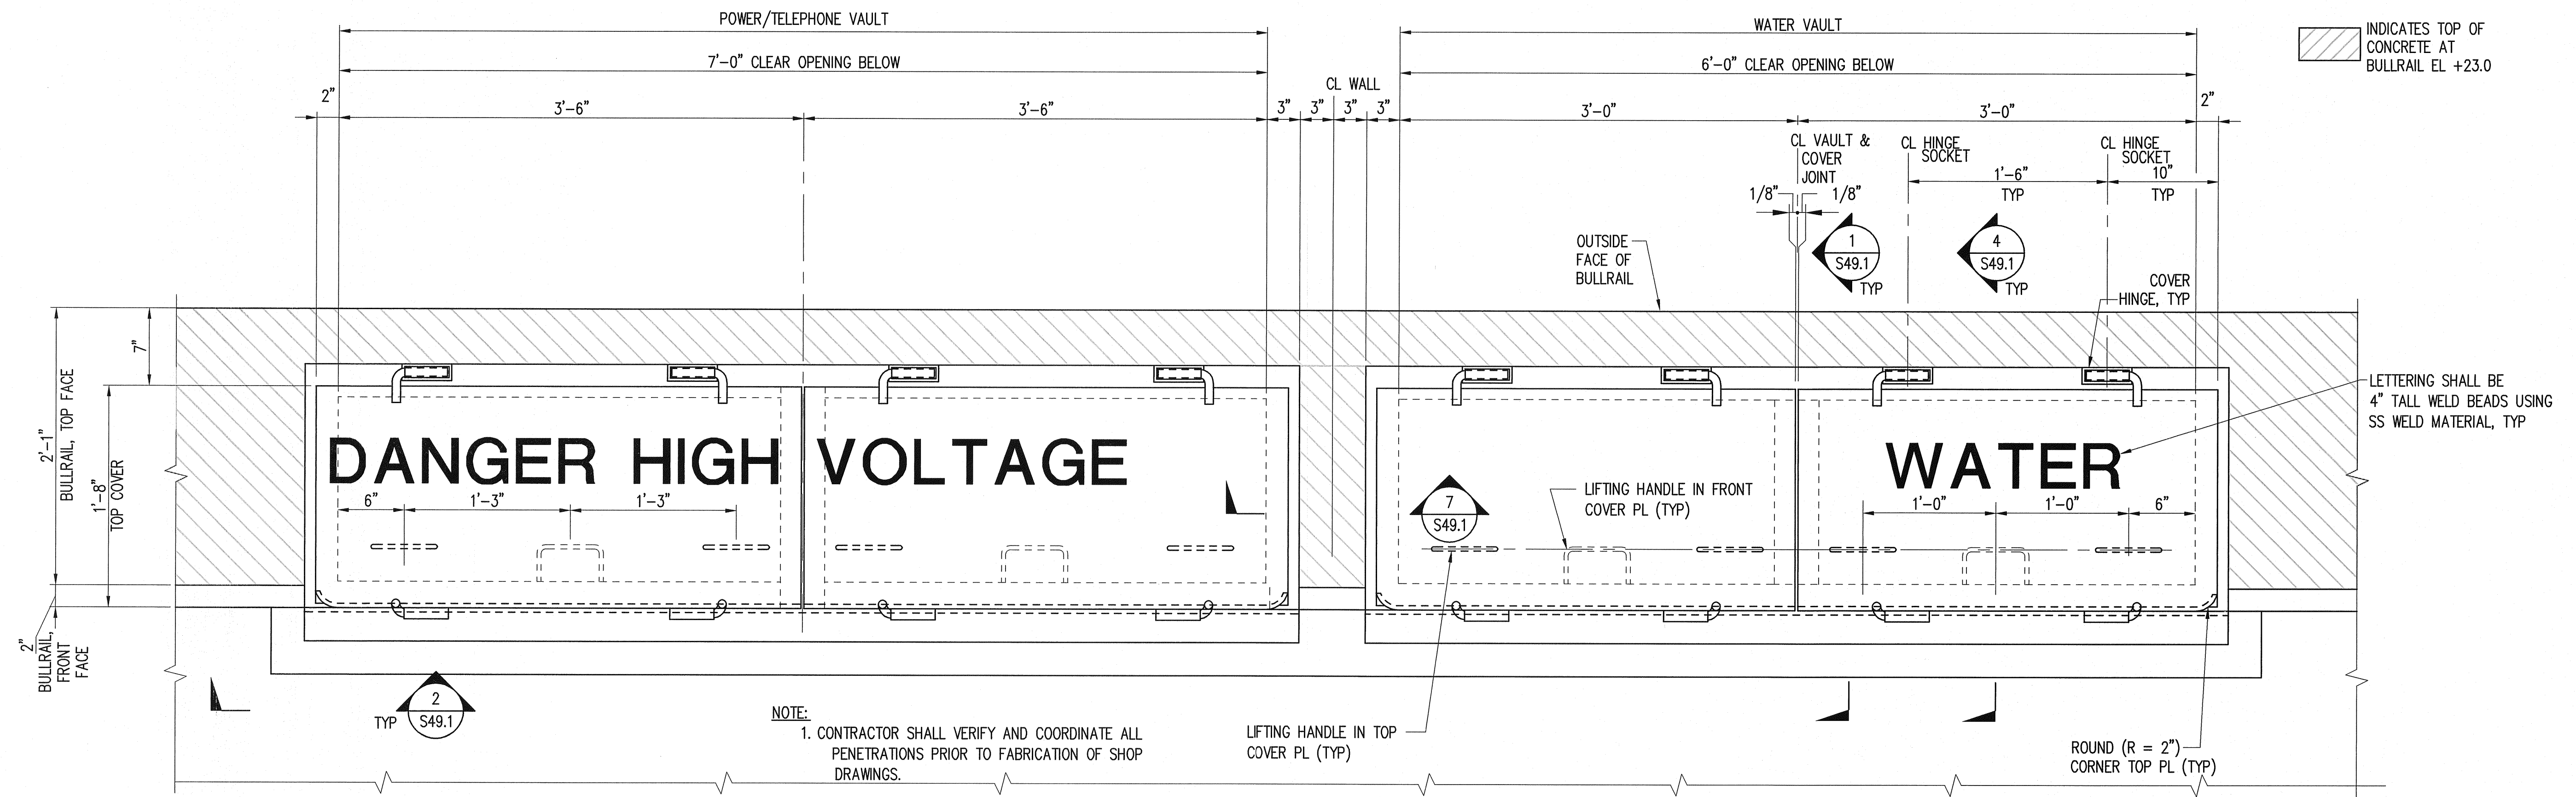 POWER/TELEPHONE VAULT
7'-0" CLEAR OPENING BELOW
2"
3'-6"
3'-6"
3"
3"
CL WALL
3"
3"
WATER VAULT
6'-0" CLEAR OPENING BELOW
3'-0"
3'-0"
2"
INDICATES TOP OF
CONCRETE AT
BULLRAIL EL +23.0
CL VAULT &
COVER
JOINT
1/8"
1/8"
CL HINGE
SOCKET
CL HINGE
SOCKET
1'-6"
TYP
10"
TYP
1
S49.1
TYP
4
S49.1
TYP
OUTSIDE
FACE OF
BULLRAIL
COVER
HINGE, TYP
7"
2'-1"
BULLRAIL, TOP FACE
1'-8"
TOP COVER
2"
BULLRAIL,
FRONT
FACE
DANGER HIGH VOLTAGE
6"
1'-3"
1'-3"
7
S49.1
LIFTING HANDLE IN FRONT
COVER PL (TYP)
WATER
1'-0"
1'-0"
6"
LETTERING SHALL BE
4" TALL WELD BEADS USING
SS WELD MATERIAL, TYP
TYP
2
S49.1
NOTE:
1. CONTRACTOR SHALL VERIFY AND COORDINATE ALL
PENETRATIONS PRIOR TO FABRICATION OF SHOP
DRAWINGS.
LIFTING HANDLE IN TOP
COVER PL (TYP)
ROUND (R = 2")
CORNER TOP PL (TYP)